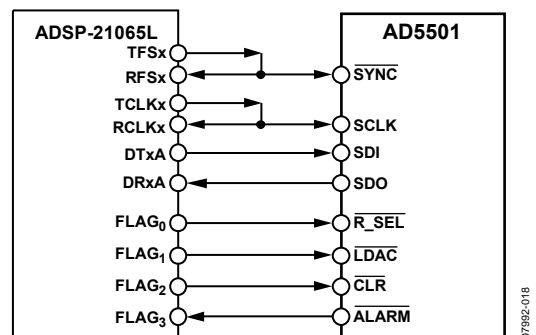 ADSP-21065L AD5501
TFSx
RFSx SYNC
TCLKx
RCLKx SCLK
DTxA SDI
DRxA SDO
FLAG0 R_SEL
FLAG1 LDAC
FLAG2 CLR
FLAG3 ALARM
07992-018